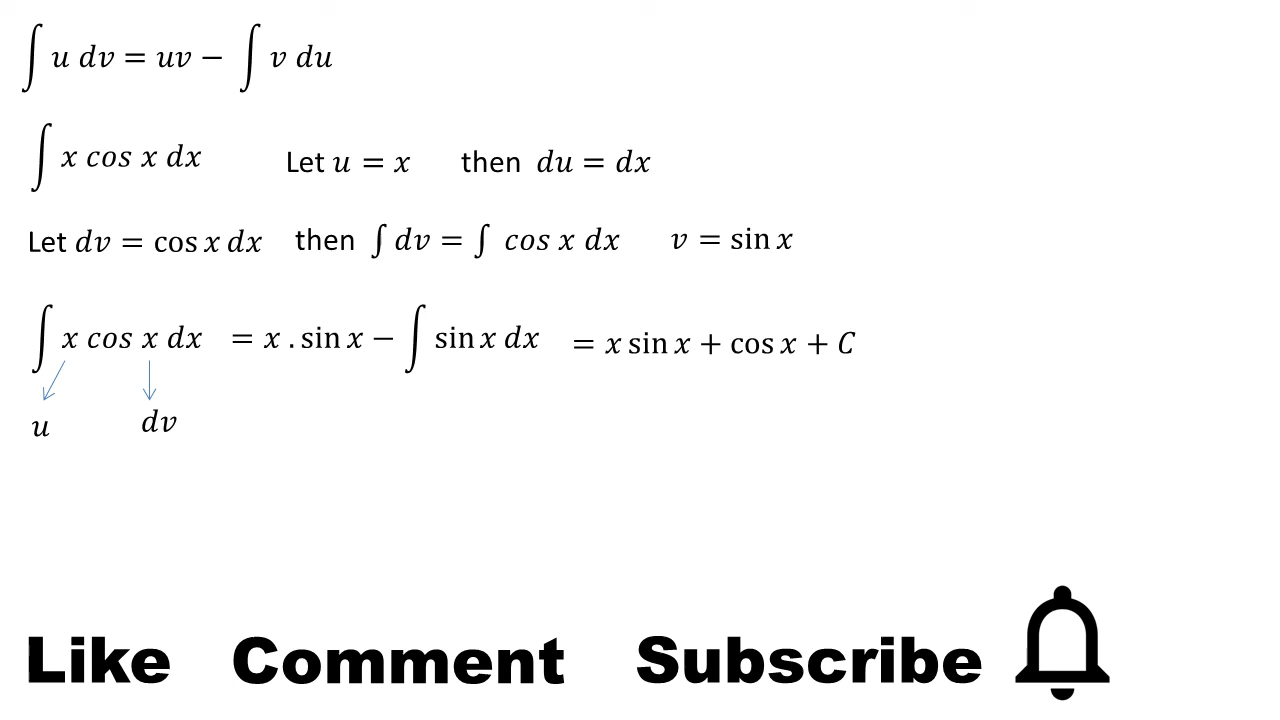 ∫ u dv = uv − ∫ v du
∫ x cos x dx Let u = x then du = dx
Let dv = cos x dx then ∫ dv = ∫ cos x dx v = sin x
∫ x cos x dx = x . sin x − ∫ sin x dx = x sin x + cos x + C
u dv
Like Comment Subscribe